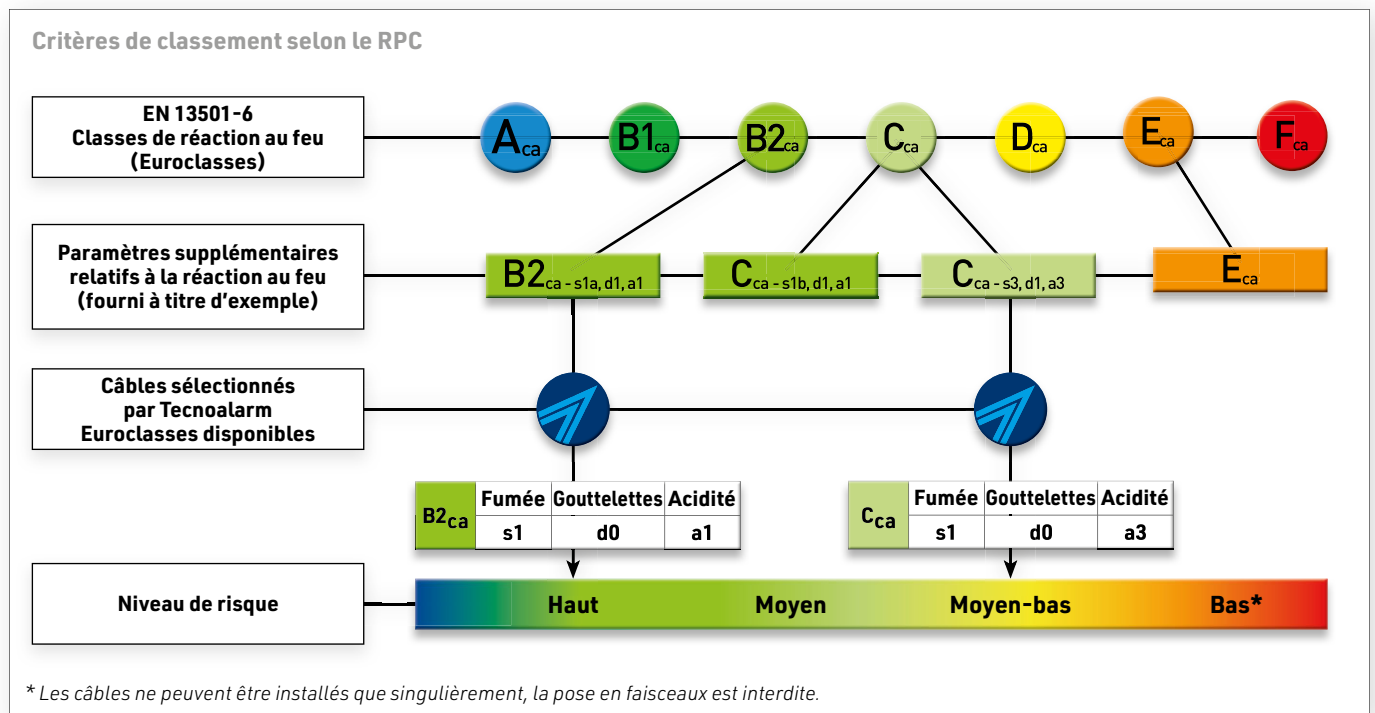 Critères de classement selon le RPC
EN 13501-6
Classes de réaction au feu
(Euroclasses)
Aca
B1ca
B2ca
Cca
Dca
Eca
Fca
Paramètres supplémentaires
relatifs à la réaction au feu
(fourni à titre d'exemple)
B2ca - s1a, d1, a1
Cca - s1b, d1, a1
Cca - s3, d1, a3
Eca
Câbles sélectionnés
par Tecnoalarm
Euroclasses disponibles
B2ca
Fumée Gouttelettes Acidité
s1 d0 a1
Cca
Fumée Gouttelettes Acidité
s1 d0 a3
Niveau de risque
Haut Moyen Moyen-bas Bas*
* Les câbles ne peuvent être installés que singulièrement, la pose en faisceaux est interdite.